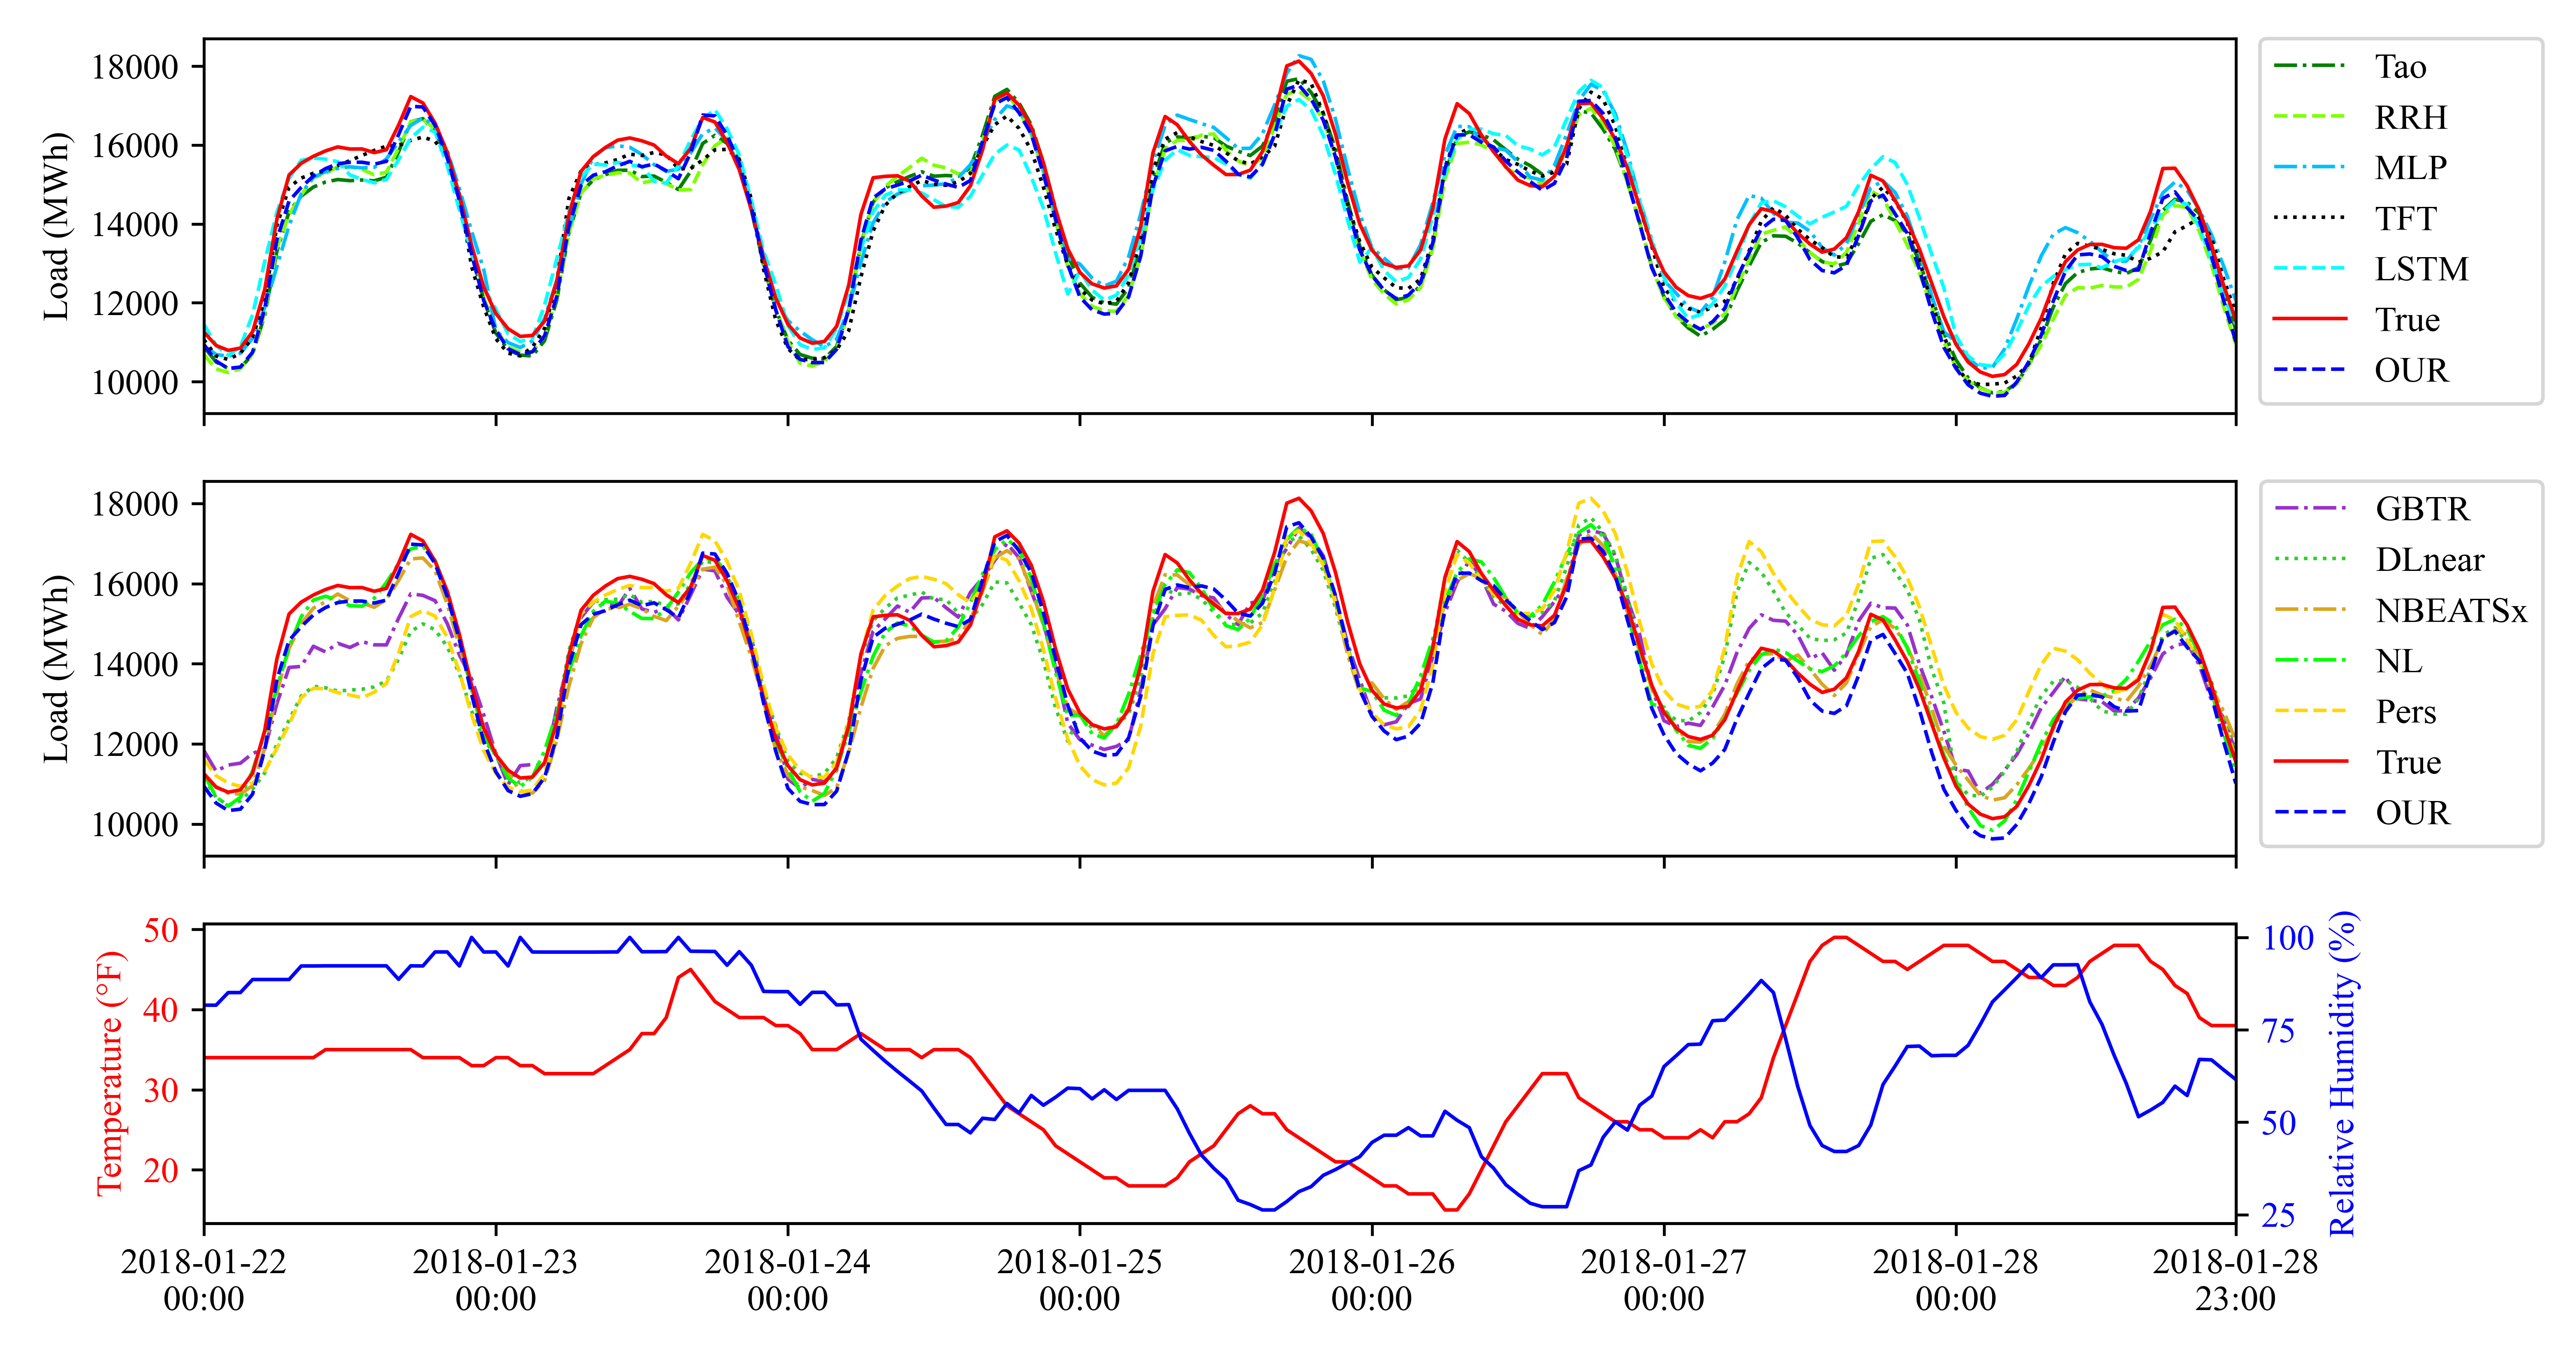 Load (MWh)
18000
16000
14000
12000
10000
Tao
RRH
MLP
TFT
LSTM
True
OUR
Load (MWh)
18000
16000
14000
12000
10000
GBTR
DLnear
NBEATSx
NL
Pers
True
OUR
Temperature (°F)
50
40
30
20
100
75
50
25
Relative Humidity (%)
2018-01-22 2018-01-23 2018-01-24 2018-01-25 2018-01-26 2018-01-27 2018-01-28 2018-01-28
00:00 00:00 00:00 00:00 00:00 00:00 00:00 23:00